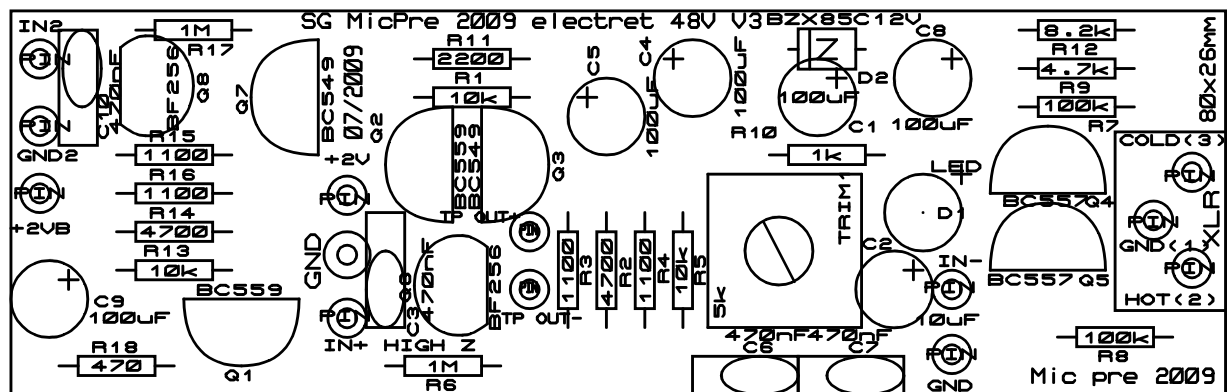 SG MicPre 2009 electret 48V V3
BZX85C12V
IN2
PIN
1M
R17
C10
470nF
BF256
Q8
Q7
BC549
07/2009
R11
2200
R1
10k
Q2
C5
100uF
C4
100uF
D2
100uF
C1
C8
100uF
8.2k
R12
4.7k
R9
100k
R7
80x26MM
PIN
GND2
R15
1100
R16
1100
R14
4700
R13
10k
PIN
+2VB
+2V
PIN
BC559
BC549
Q3
R10
1k
LED
D1
COLD(3)
PIN
BC557
Q4
PIN
GND(1)
XLR
BC557
Q5
PIN
HOT(2)
TP OUT+
PIN
GND
470nF
BF256
PIN
TP OUT-
1100
R3
4700
R2
1100
R4
10k
R5
TRIM1
5k
C2
IN-
PIN
10uF
C9
100uF
BC559
Q1
PIN
IN+
C3
HIGH Z
1M
R6
470nF
470nF
C6
C7
PIN
GND
R18
470
100k
R8
Mic pre 2009